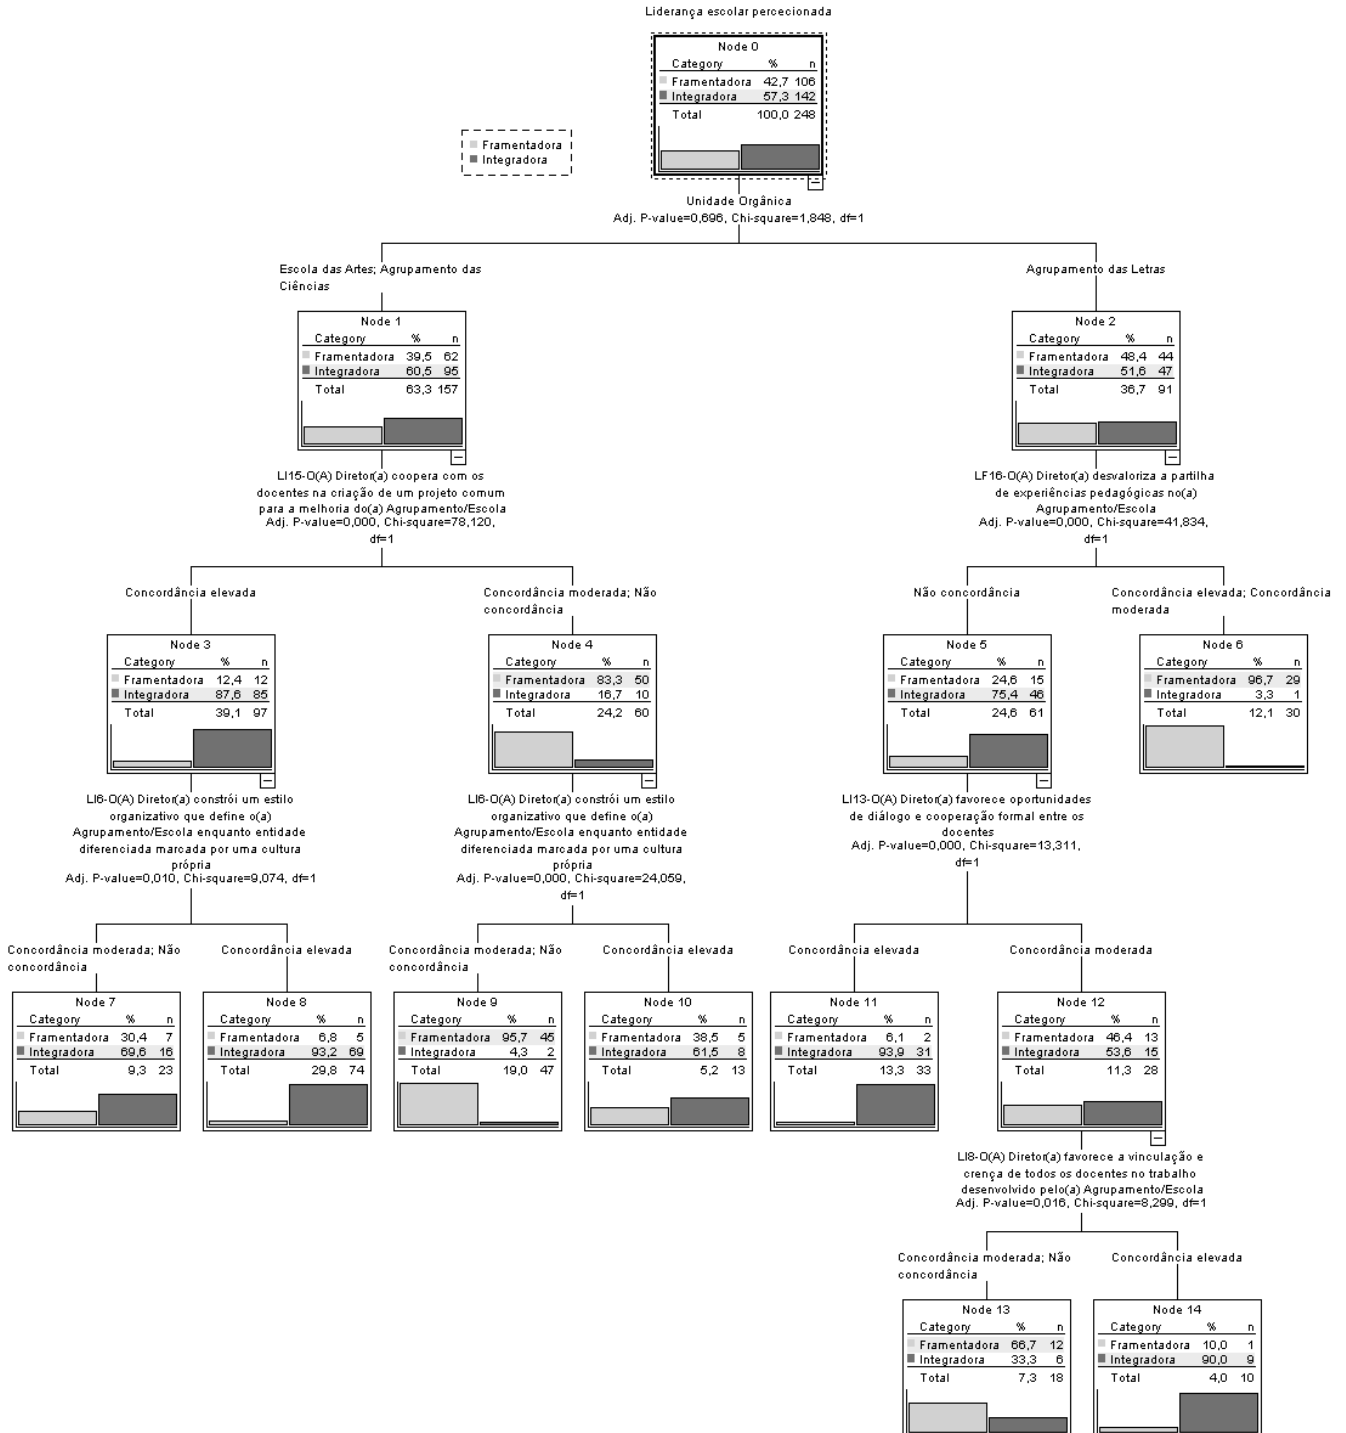 Liderança escolar percecionada
Node 0
Category % n
Framentadora 42,7 106
Integradora 57,3 142
Total 100,0 248
Framentadora
Integradora
Unidade Orgânica
Adj. P-value=0,696, Chi-square=1,848, df=1
Escola das Artes; Agrupamento das
Ciências
Agrupamento das Letras
Node 1
Category % n
Framentadora 39,5 62
Integradora 60,5 95
Total 63,3 157
Node 2
Category % n
Framentadora 48,4 44
Integradora 51,6 47
Total 36,7 91
LI15-O(A) Diretor(a) coopera com os
docentes na criação de um projeto comum
para a melhoria do(a) Agrupamento/Escola
Adj. P-value=0,000, Chi-square=78,120,
df=1
LF16-O(A) Diretor(a) desvaloriza a partilha
de experiências pedagógicas no(a)
Agrupamento/Escola
Adj. P-value=0,000, Chi-square=41,834,
df=1
Concordância elevada
Concordância moderada; Não
concordância
Não concordância
Concordância elevada; Concordância
moderada
Node 3
Category % n
Framentadora 12,4 12
Integradora 87,6 85
Total 39,1 97
Node 4
Category % n
Framentadora 83,3 50
Integradora 16,7 10
Total 24,2 60
Node 5
Category % n
Framentadora 24,6 15
Integradora 75,4 46
Total 24,6 61
Node 6
Category % n
Framentadora 96,7 29
Integradora 3,3 1
Total 12,1 30
LI6-O(A) Diretor(a) constrói um estilo
organizativo que define o(a)
Agrupamento/Escola enquanto entidade
diferenciada marcada por uma cultura
própria
Adj. P-value=0,010, Chi-square=9,074, df=1
LI6-O(A) Diretor(a) constrói um estilo
organizativo que define o(a)
Agrupamento/Escola enquanto entidade
diferenciada marcada por uma cultura
própria
Adj. P-value=0,000, Chi-square=24,059,
df=1
LI13-O(A) Diretor(a) favorece oportunidades
de diálogo e cooperação formal entre os
docentes
Adj. P-value=0,000, Chi-square=13,311,
df=1
Concordância moderada; Não
concordância
Concordância elevada
Concordância moderada; Não
concordância
Concordância elevada
Concordância elevada
Concordância moderada
Node 7
Category % n
Framentadora 30,4 7
Integradora 69,6 16
Total 9,3 23
Node 8
Category % n
Framentadora 6,8 5
Integradora 93,2 69
Total 29,8 74
Node 9
Category % n
Framentadora 95,7 45
Integradora 4,3 2
Total 19,0 47
Node 10
Category % n
Framentadora 38,5 5
Integradora 61,5 8
Total 5,2 13
Node 11
Category % n
Framentadora 6,1 2
Integradora 93,9 31
Total 13,3 33
Node 12
Category % n
Framentadora 46,4 13
Integradora 53,6 15
Total 11,3 28
LI8-O(A) Diretor(a) favorece a vinculação e
crença de todos os docentes no trabalho
desenvolvido pelo(a) Agrupamento/Escola
Adj. P-value=0,016, Chi-square=8,299, df=1
Concordância moderada; Não
concordância
Concordância elevada
Node 13
Category % n
Framentadora 66,7 12
Integradora 33,3 6
Total 7,3 18
Node 14
Category % n
Framentadora 10,0 1
Integradora 90,0 9
Total 4,0 10